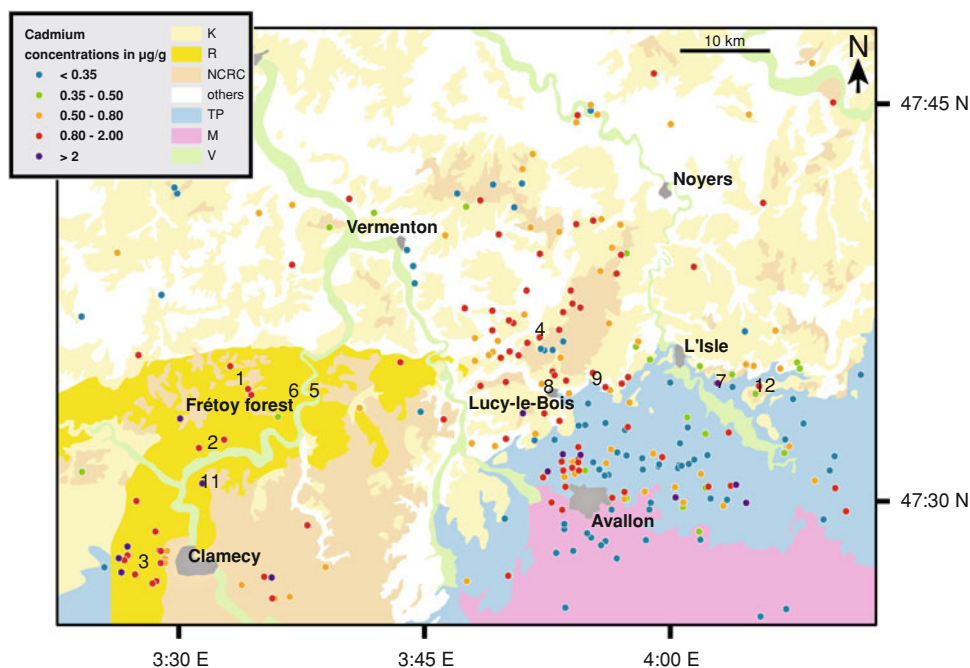 Cadmium
concentrations in µg/g
< 0.35
0.35 - 0.50
0.50 - 0.80
0.80 - 2.00
> 2
K
R
NCRC
others
TP
M
V
10 km
N
47:45 N
Noyers
Vermenton
4
L'Isle
1
6 5
8
9
7
12
Frétoy forest
Lucy-le-Bois
2
11
47:30 N
Avallon
3
Clamecy
3:30 E
3:45 E
4:00 E